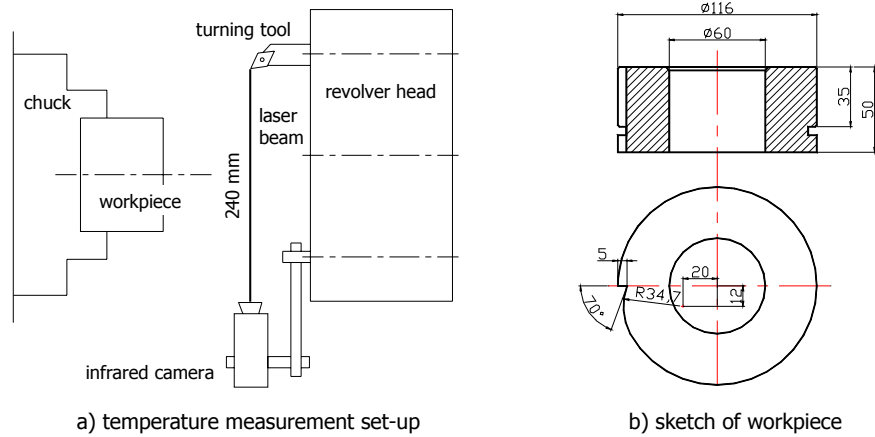 turning tool
chuck
laser
beam
revolver head
240 mm
workpiece
infrared camera
a) temperature measurement set-up
Ø116
Ø60
35
50
5
20
R34,7
12
70°
b) sketch of workpiece